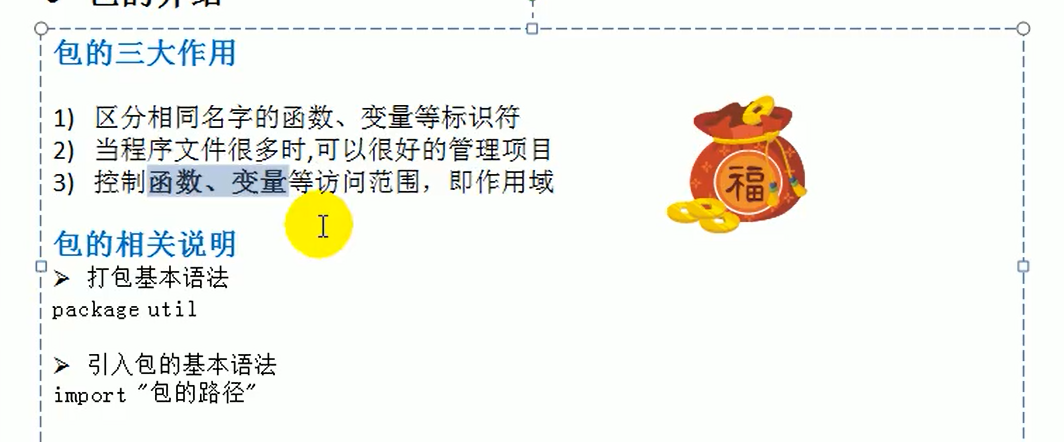 包的介绍
包的三大作用
1) 区分相同名字的函数、变量等标识符
2) 当程序文件很多时,可以很好的管理项目
3) 控制函数、变量等访问范围，即作用域
福
包的相关说明
➢ 打包基本语法
package util
➢ 引入包的基本语法
import "包的路径"